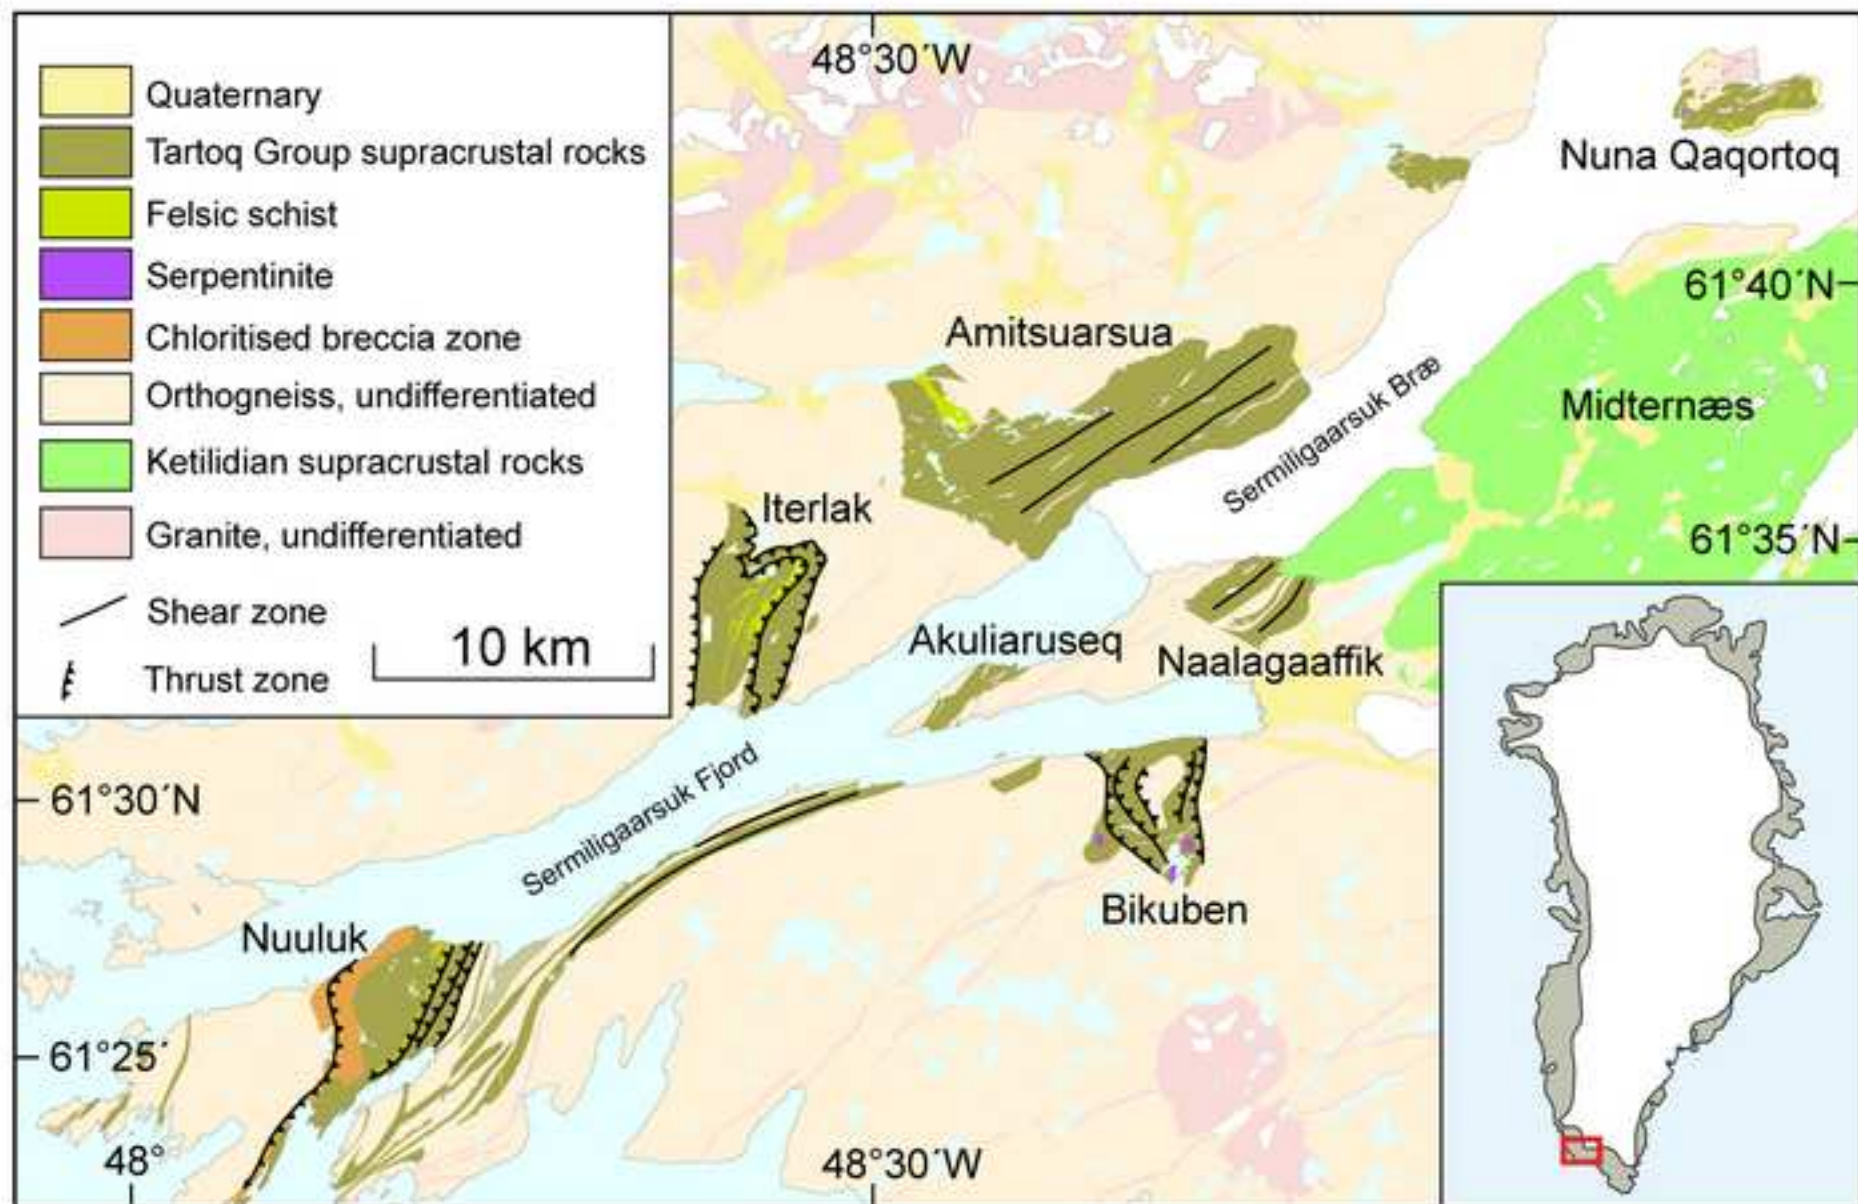 48°30´W
Quaternary
Tartoq Group supracrustal rocks
Felsic schist
Serpentinite
Chloritised breccia zone
Orthogneiss, undifferentiated
Ketilidian supracrustal rocks
Granite, undifferentiated
Shear zone
Thrust zone
10 km
Nuna Qaqortoq
61°40´N
Amitsuarsua
Sermiligaarsuk Bræ
Midternæs
Iterlak
61°35´N
Akuliaruseq
Naalagaaffik
61°30´N
Sermiligaarsuk Fjord
Bikuben
Nuuluk
61°25´
48°
48°30´W